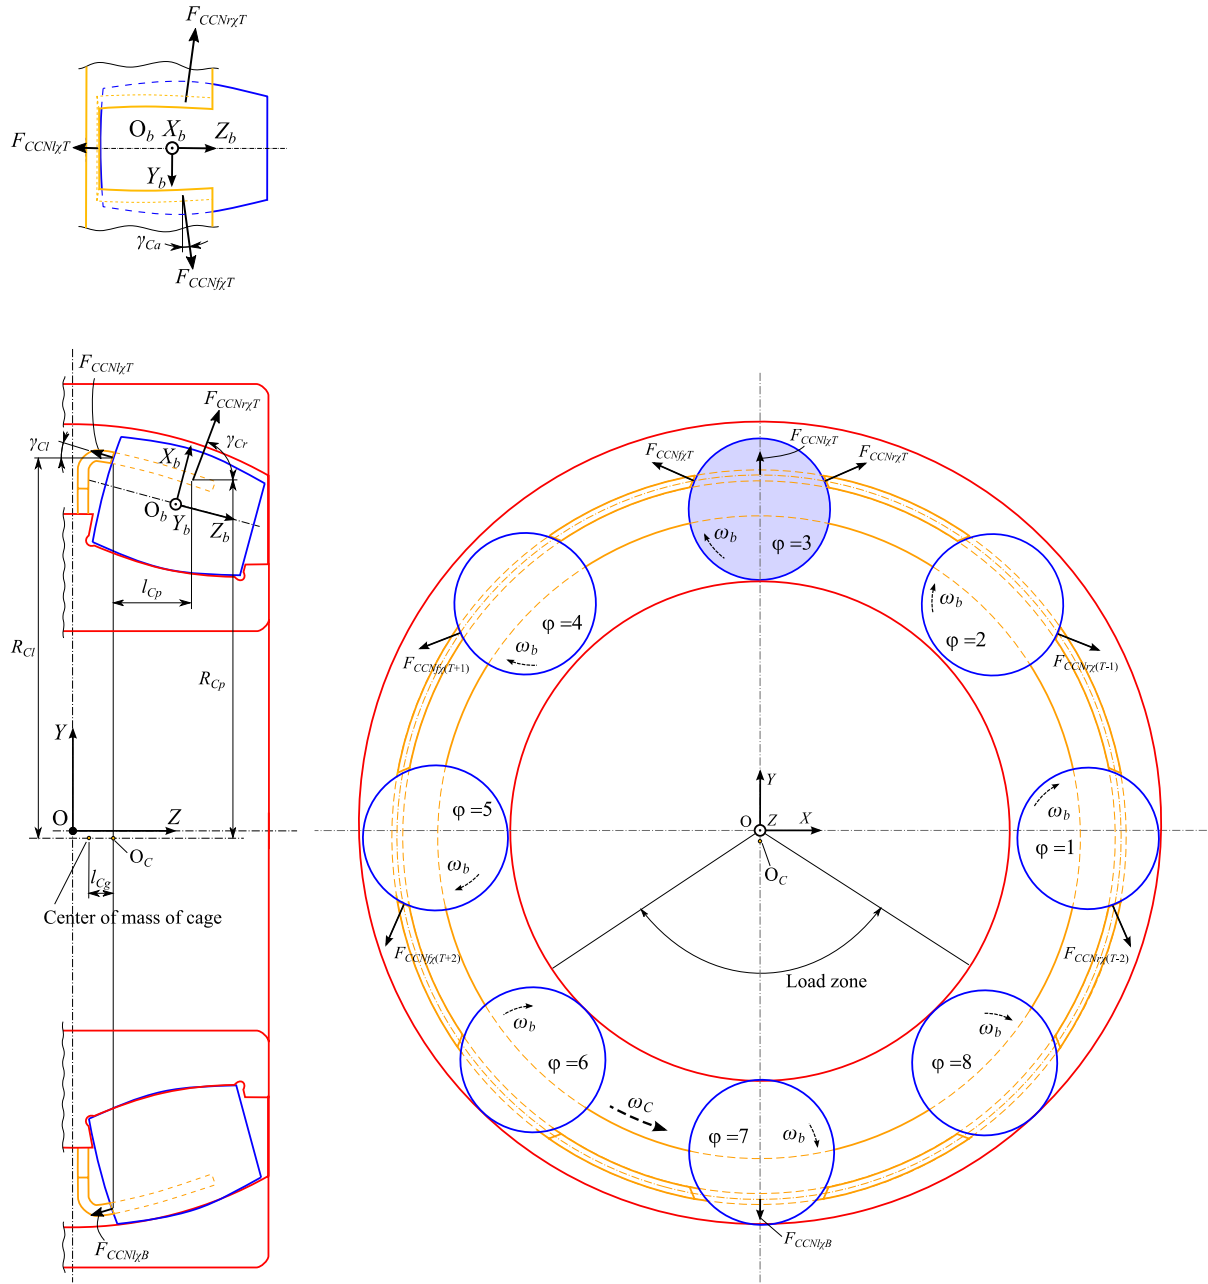 F_CCNrχT
F_CCNlχT
O_b X_b Z_b
Y_b
γ_Ca
F_CCNfχT
F_CCNlχT
F_CCNrχT
γ_Cl
γ_Cr
X_b
O_b Y_b Z_b
l_Cp
R_Cl
R_Cp
Y
O
Z
O_C
l_Cg
Center of mass of cage
F_CCNlχB
F_CCNfχT
F_CCNlχT
F_CCNrχT
ω_b
φ=3
φ=4
ω_b
ω_b
φ=2
F_CCNfχ(T+1)
F_CCNrχ(T-1)
φ=5
ω_b
ω_b
φ=1
Y
O Z X
O_C
F_CCNfχ(T+2)
F_CCNrχ(T-2)
Load zone
ω_b
φ=6
ω_b
φ=8
ω_C
φ=7
ω_b
F_CCNlχB